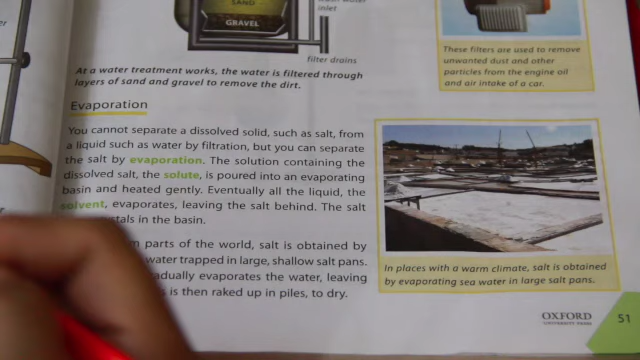 SAND
GRAVEL
inlet
filter drains
At a water treatment works, the water is filtered through
layers of sand and gravel to remove the dirt.
These filters are used to remove
unwanted dust and other
particles from the engine oil
and air intake of a car.
Evaporation
You cannot separate a dissolved solid, such as salt, from
a liquid such as water by filtration, but you can separate
the salt by evaporation. The solution containing the
dissolved salt, the solute, is poured into an evaporating
basin and heated gently. Eventually all the liquid, the
solvent, evaporates, leaving the salt behind. The salt
in the basin.
parts of the world, salt is obtained by
water trapped in large, shallow salt pans.
evaporates the water, leaving
is then raked up in piles, to dry.
In places with a warm climate, salt is obtained
by evaporating sea water in large salt pans.
OXFORD
UNIVERSITY PRESS
51